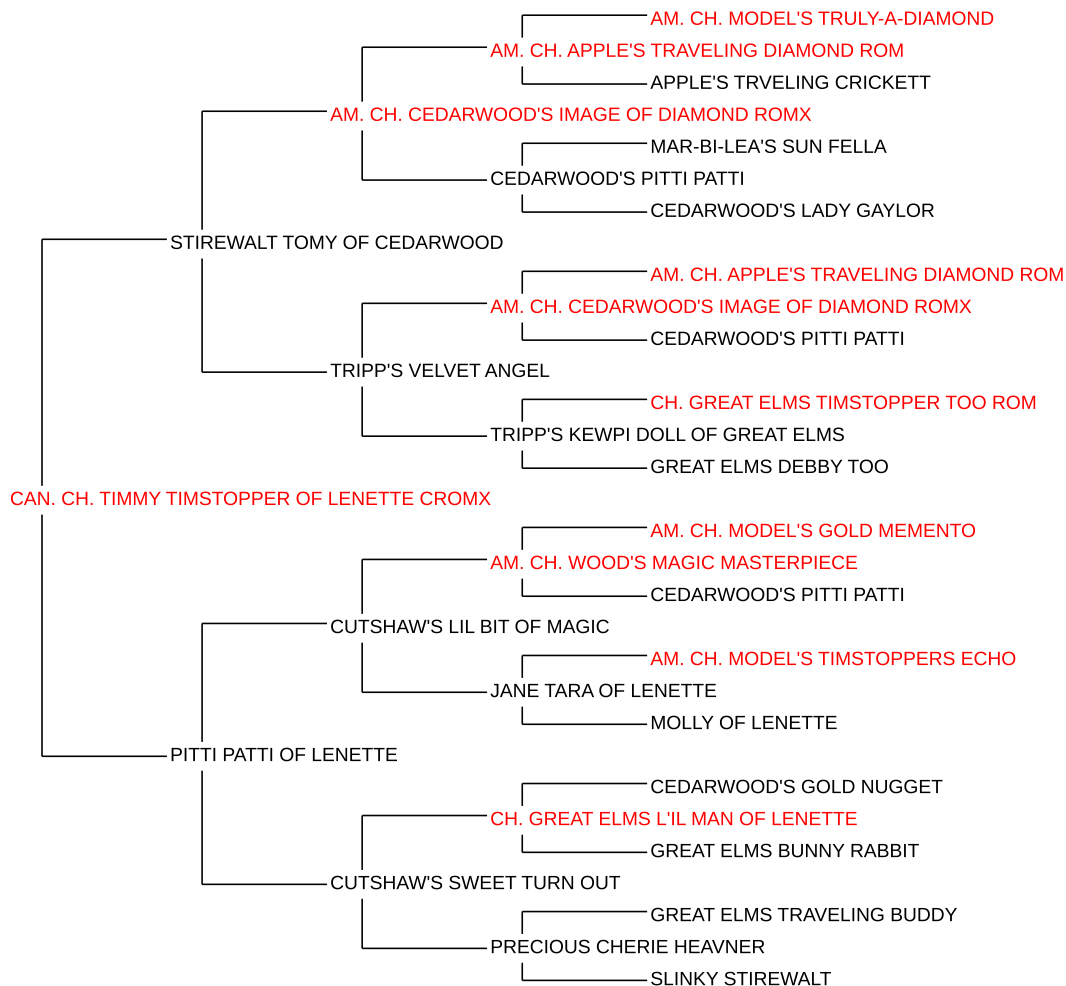 AM. CH. MODEL'S TRULY-A-DIAMOND
AM. CH. APPLE'S TRAVELING DIAMOND ROM
APPLE'S TRVELING CRICKETT
AM. CH. CEDARWOOD'S IMAGE OF DIAMOND ROMX
MAR-BI-LEA'S SUN FELLA
CEDARWOOD'S PITTI PATTI
CEDARWOOD'S LADY GAYLOR
STIREWALT TOMY OF CEDARWOOD
AM. CH. APPLE'S TRAVELING DIAMOND ROM
AM. CH. CEDARWOOD'S IMAGE OF DIAMOND ROMX
CEDARWOOD'S PITTI PATTI
TRIPP'S VELVET ANGEL
CH. GREAT ELMS TIMSTOPPER TOO ROM
TRIPP'S KEWPI DOLL OF GREAT ELMS
GREAT ELMS DEBBY TOO
CAN. CH. TIMMY TIMSTOPPER OF LENETTE CROMX
AM. CH. MODEL'S GOLD MEMENTO
AM. CH. WOOD'S MAGIC MASTERPIECE
CEDARWOOD'S PITTI PATTI
CUTSHAW'S LIL BIT OF MAGIC
AM. CH. MODEL'S TIMSTOPPERS ECHO
JANE TARA OF LENETTE
MOLLY OF LENETTE
PITTI PATTI OF LENETTE
CEDARWOOD'S GOLD NUGGET
CH. GREAT ELMS L'IL MAN OF LENETTE
GREAT ELMS BUNNY RABBIT
CUTSHAW'S SWEET TURN OUT
GREAT ELMS TRAVELING BUDDY
PRECIOUS CHERIE HEAVNER
SLINKY STIREWALT